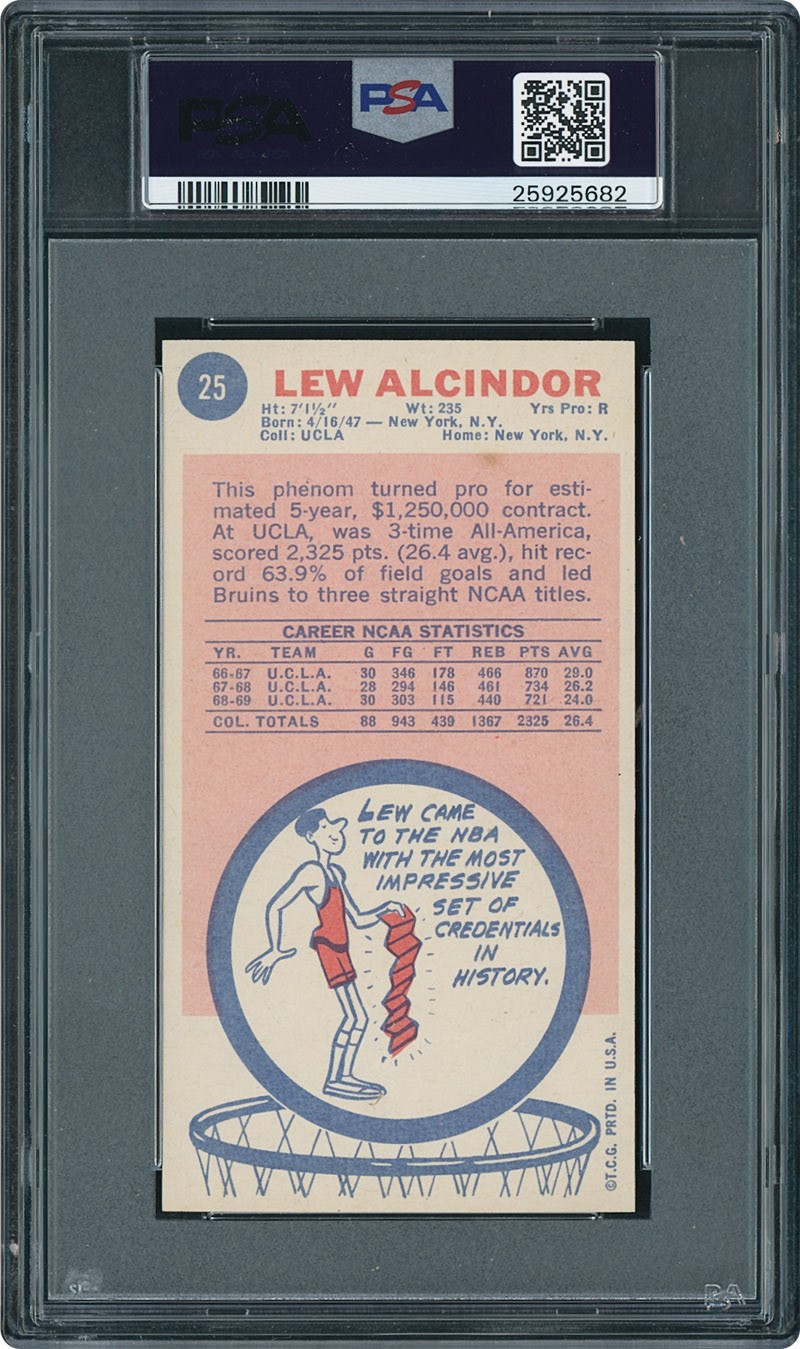 PSA
PSA
25925682
25
LEW ALCINDOR
Ht: 7'1½" Wt: 235 Yrs Pro: R
Born: 4/16/47 — New York, N.Y.
Coll: UCLA Home: New York, N.Y.
This phenom turned pro for esti-
mated 5-year, $1,250,000 contract.
At UCLA, was 3-time All-America,
scored 2,325 pts. (26.4 avg.), hit rec-
ord 63.9% of field goals and led
Bruins to three straight NCAA titles.
CAREER NCAA STATISTICS
YR. TEAM G FG FT REB PTS AVG
66-67 U.C.L.A. 30 346 178 466 870 29.0
67-68 U.C.L.A. 28 294 146 461 734 26.2
68-69 U.C.L.A. 30 303 115 440 721 24.0
COL. TOTALS 88 943 439 1367 2325 26.4
LEW CAME
TO THE NBA
WITH THE MOST
IMPRESSIVE
SET OF
CREDENTIALS
IN
HISTORY.
©T.C.G. PRTD. IN U.S.A.
PSA